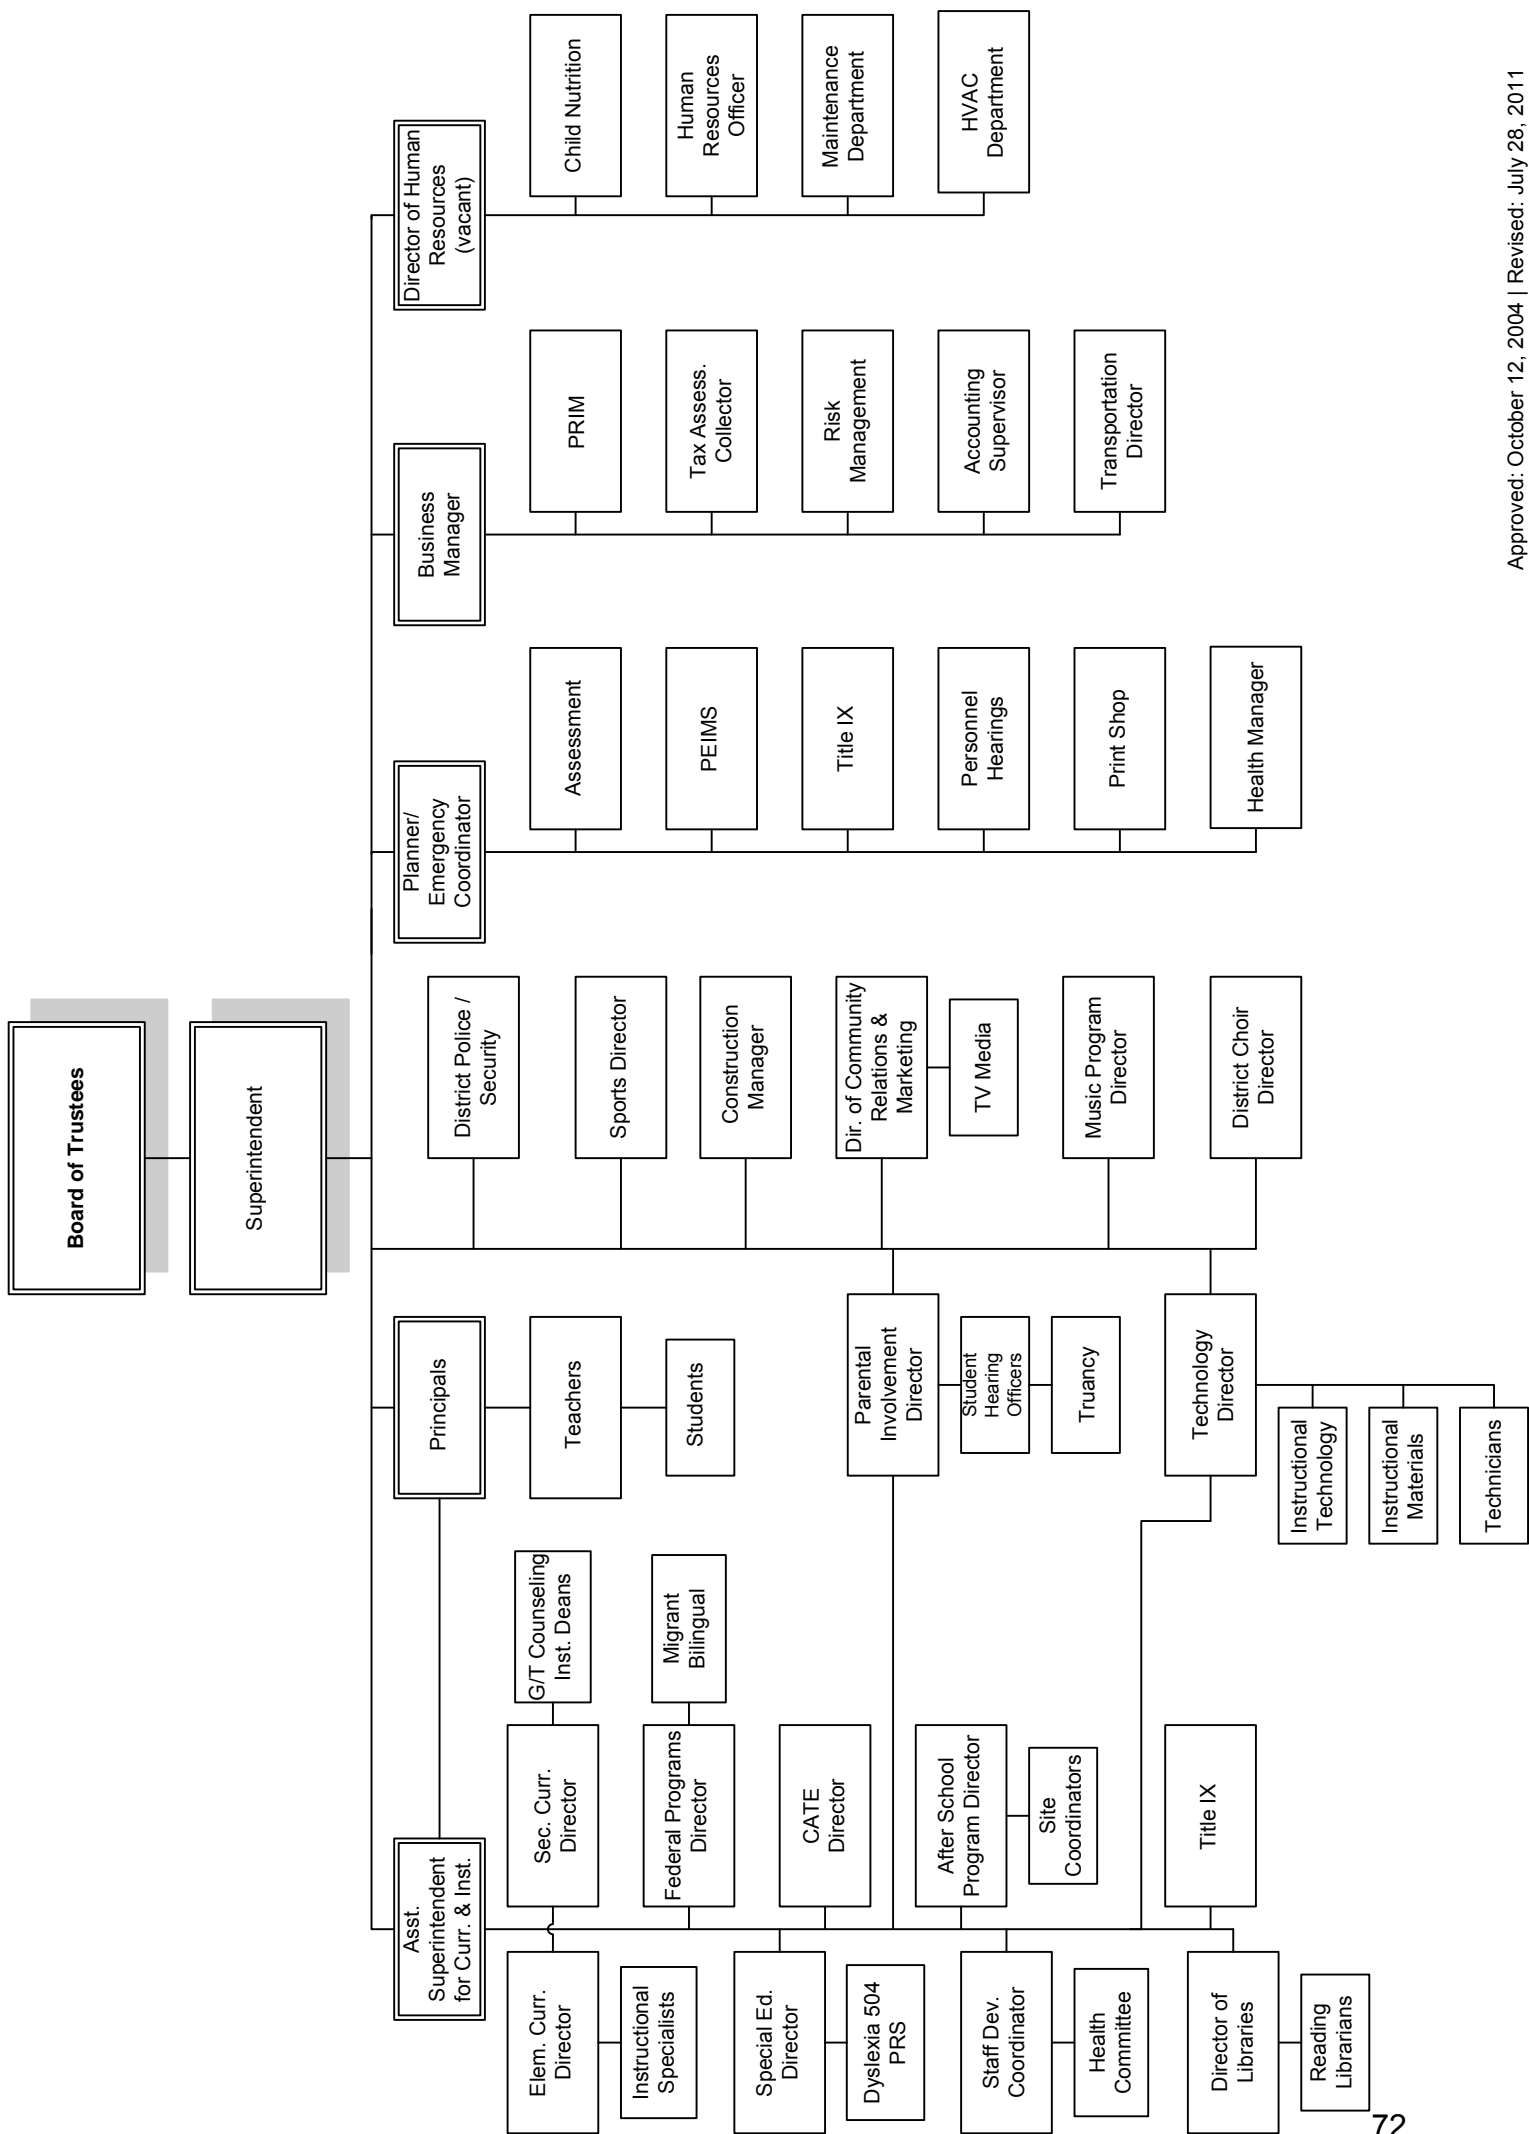 Board of Trustees
Superintendent
Asst.
Superintendent
for Curr. & Inst.
Principals
Planner/
Emergency
Coordinator
Business
Manager
Director of Human
Resources
(vacant)
Elem. Curr.
Director
Instructional
Specialists
Special Ed.
Director
Dyslexia 504
PRS
Staff Dev.
Coordinator
Health
Committee
Director of
Libraries
Reading
Librarians
Sec. Curr.
Director
G/T Counseling
Inst. Deans
Federal Programs
Director
Migrant
Bilingual
CATE
Director
After School
Program Director
Site
Coordinators
Title IX
Teachers
Students
Parental
Involvement
Director
Student
Hearing
Officers
Truancy
Technology
Director
Instructional
Technology
Instructional
Materials
Technicians
District Police /
Security
Sports Director
Construction
Manager
Dir. of Community
Relations &
Marketing
TV Media
Music Program
Director
District Choir
Director
Assessment
PEIMS
Title IX
Personnel
Hearings
Print Shop
Health Manager
PRIM
Tax Assess.
Collector
Risk
Management
Accounting
Supervisor
Transportation
Director
Child Nutrition
Human
Resources
Officer
Maintenance
Department
HVAC
Department
Approved: October 12, 2004 | Revised: July 28, 2011
72